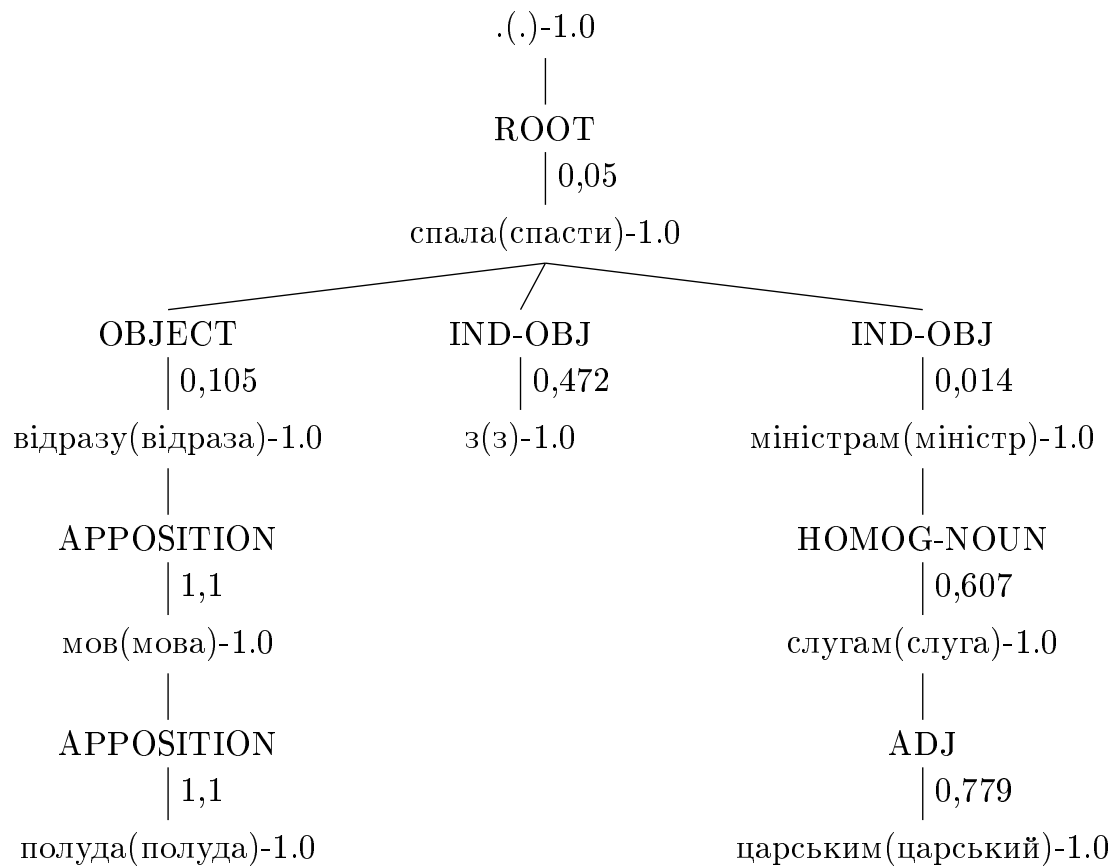 .(.)-1.0
ROOT
0,05
спала(спасти)-1.0
OBJECT IND-OBJ IND-OBJ
0,105 0,472 0,014
відразу(відраза)-1.0 з(з)-1.0 міністрам(міністр)-1.0
APPOSITION HOMOG-NOUN
1,1 0,607
мов(мова)-1.0 слугам(слуга)-1.0
APPOSITION ADJ
1,1 0,779
полуда(полуда)-1.0 царським(царський)-1.0